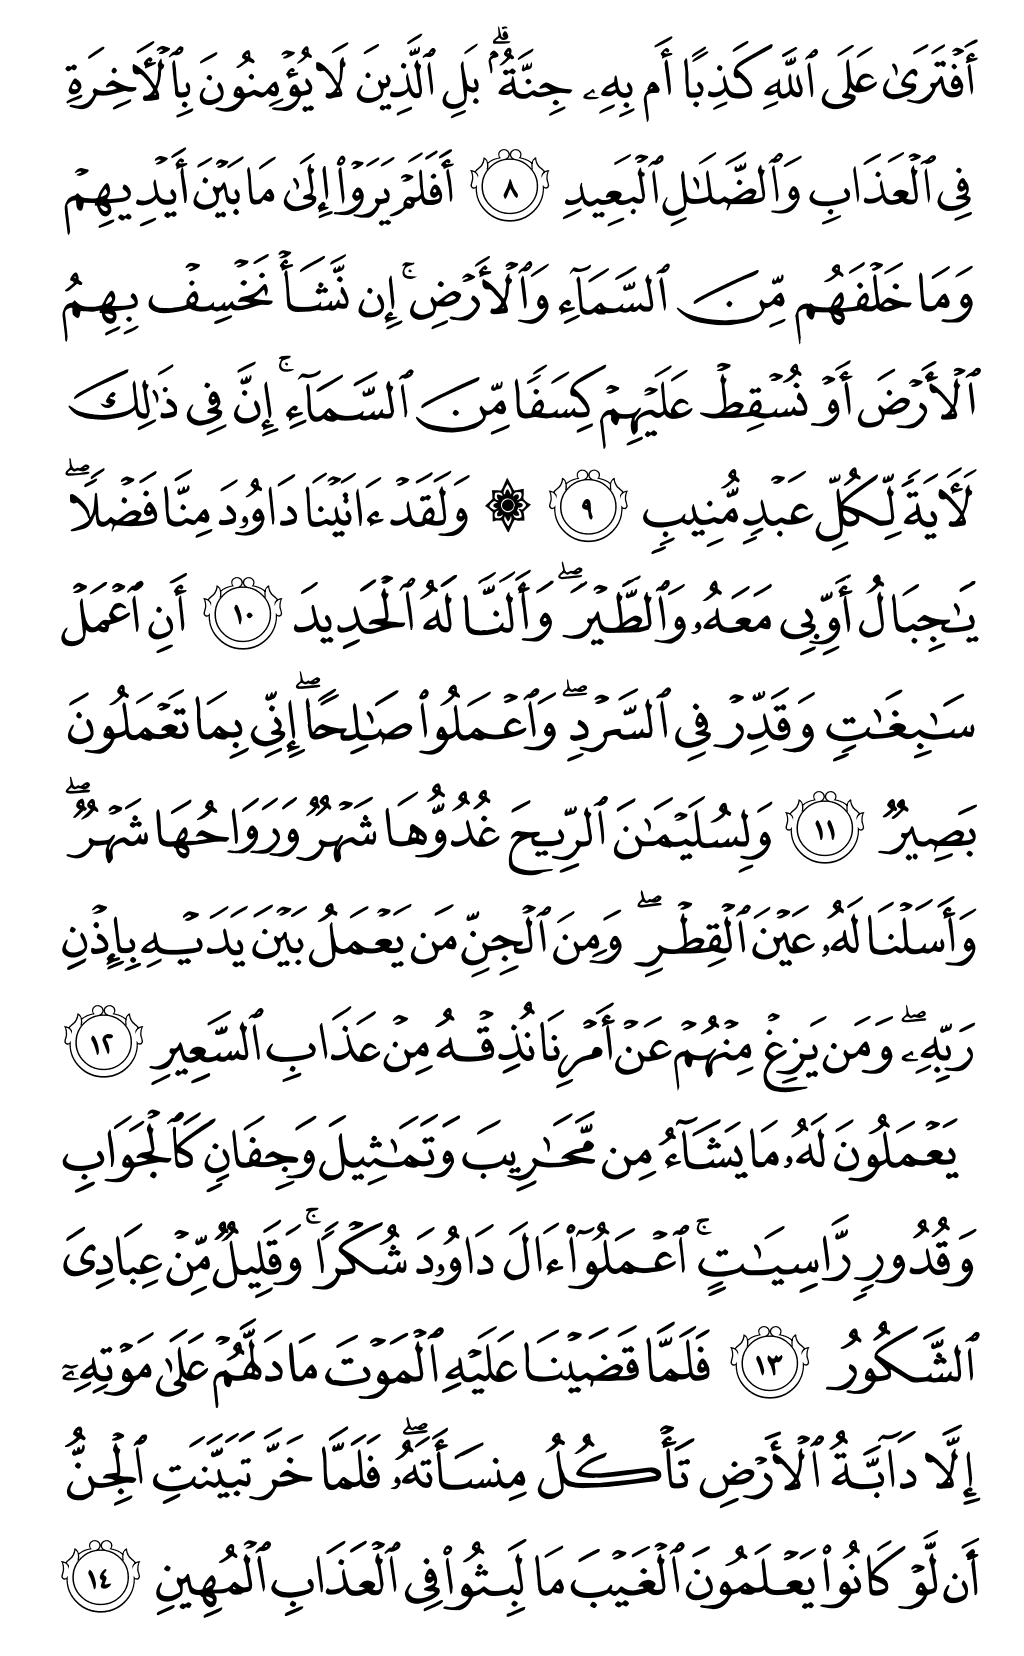 أَفْتَرَىٰ عَلَى ٱللَّهِ كَذِبًا أَم بِهِۦ جِنَّةُۢ ۗ بَلِ ٱلَّذِينَ لَا يُؤْمِنُونَ بِٱلْأَخِرَةِ
فِى ٱلْعَذَابِ وَٱلضَّلَـٰلِ ٱلْبَعِيدِ ٨ أَفَلَمْ يَرَوْا۟ إِلَىٰ مَا بَيْنَ أَيْدِيهِمْ
وَمَا خَلْفَهُم مِّنَ ٱلسَّمَآءِ وَٱلْأَرْضِ ۚ إِن نَّشَأْ نَخْسِفْ بِهِمُ
ٱلْأَرْضَ أَوْ نُسْقِطْ عَلَيْهِمْ كِسَفًا مِّنَ ٱلسَّمَآءِ ۚ إِنَّ فِى ذَٰلِكَ
لَـَٔايَةً لِّكُلِّ عَبْدٍ مُّنِيبٍ ٩ ۞ وَلَقَدْ ءَاتَيْنَا دَاوُۥدَ مِنَّا فَضْلًا ۖ
يَـٰجِبَالُ أَوِّبِى مَعَهُۥ وَٱلطَّيْرَ ۖ وَأَلَنَّا لَهُ ٱلْحَدِيدَ ١٠ أَنِ ٱعْمَلْ
سَـٰبِغَـٰتٍ وَقَدِّرْ فِى ٱلسَّرْدِ ۖ وَٱعْمَلُوا۟ صَـٰلِحًا ۖ إِنِّى بِمَا تَعْمَلُونَ
بَصِيرٌ ١١ وَلِسُلَيْمَـٰنَ ٱلرِّيحَ غُدُوُّهَا شَهْرٌ وَرَوَاحُهَا شَهْرٌ ۖ
وَأَسَلْنَا لَهُۥ عَيْنَ ٱلْقِطْرِ ۖ وَمِنَ ٱلْجِنِّ مَن يَعْمَلُ بَيْنَ يَدَيْهِ بِإِذْنِ
رَبِّهِۦ ۖ وَمَن يَزِغْ مِنْهُمْ عَنْ أَمْرِنَا نُذِقْهُ مِنْ عَذَابِ ٱلسَّعِيرِ ١٢
يَعْمَلُونَ لَهُۥ مَا يَشَآءُ مِن مَّحَـٰرِيبَ وَتَمَـٰثِيلَ وَجِفَانٍ كَٱلْجَوَابِ
وَقُدُورٍ رَّاسِيَـٰتٍ ۚ ٱعْمَلُوٓا۟ ءَالَ دَاوُۥدَ شُكْرًا ۚ وَقَلِيلٌ مِّنْ عِبَادِىَ
ٱلشَّكُورُ ١٣ فَلَمَّا قَضَيْنَا عَلَيْهِ ٱلْمَوْتَ مَا دَلَّهُمْ عَلَىٰ مَوْتِهِۦٓ
إِلَّا دَآبَّةُ ٱلْأَرْضِ تَأْكُلُ مِنسَأَتَهُۥ ۖ فَلَمَّا خَرَّ تَبَيَّنَتِ ٱلْجِنُّ
أَن لَّوْ كَانُوا۟ يَعْلَمُونَ ٱلْغَيْبَ مَا لَبِثُوا۟ فِى ٱلْعَذَابِ ٱلْمُهِينِ ١٤